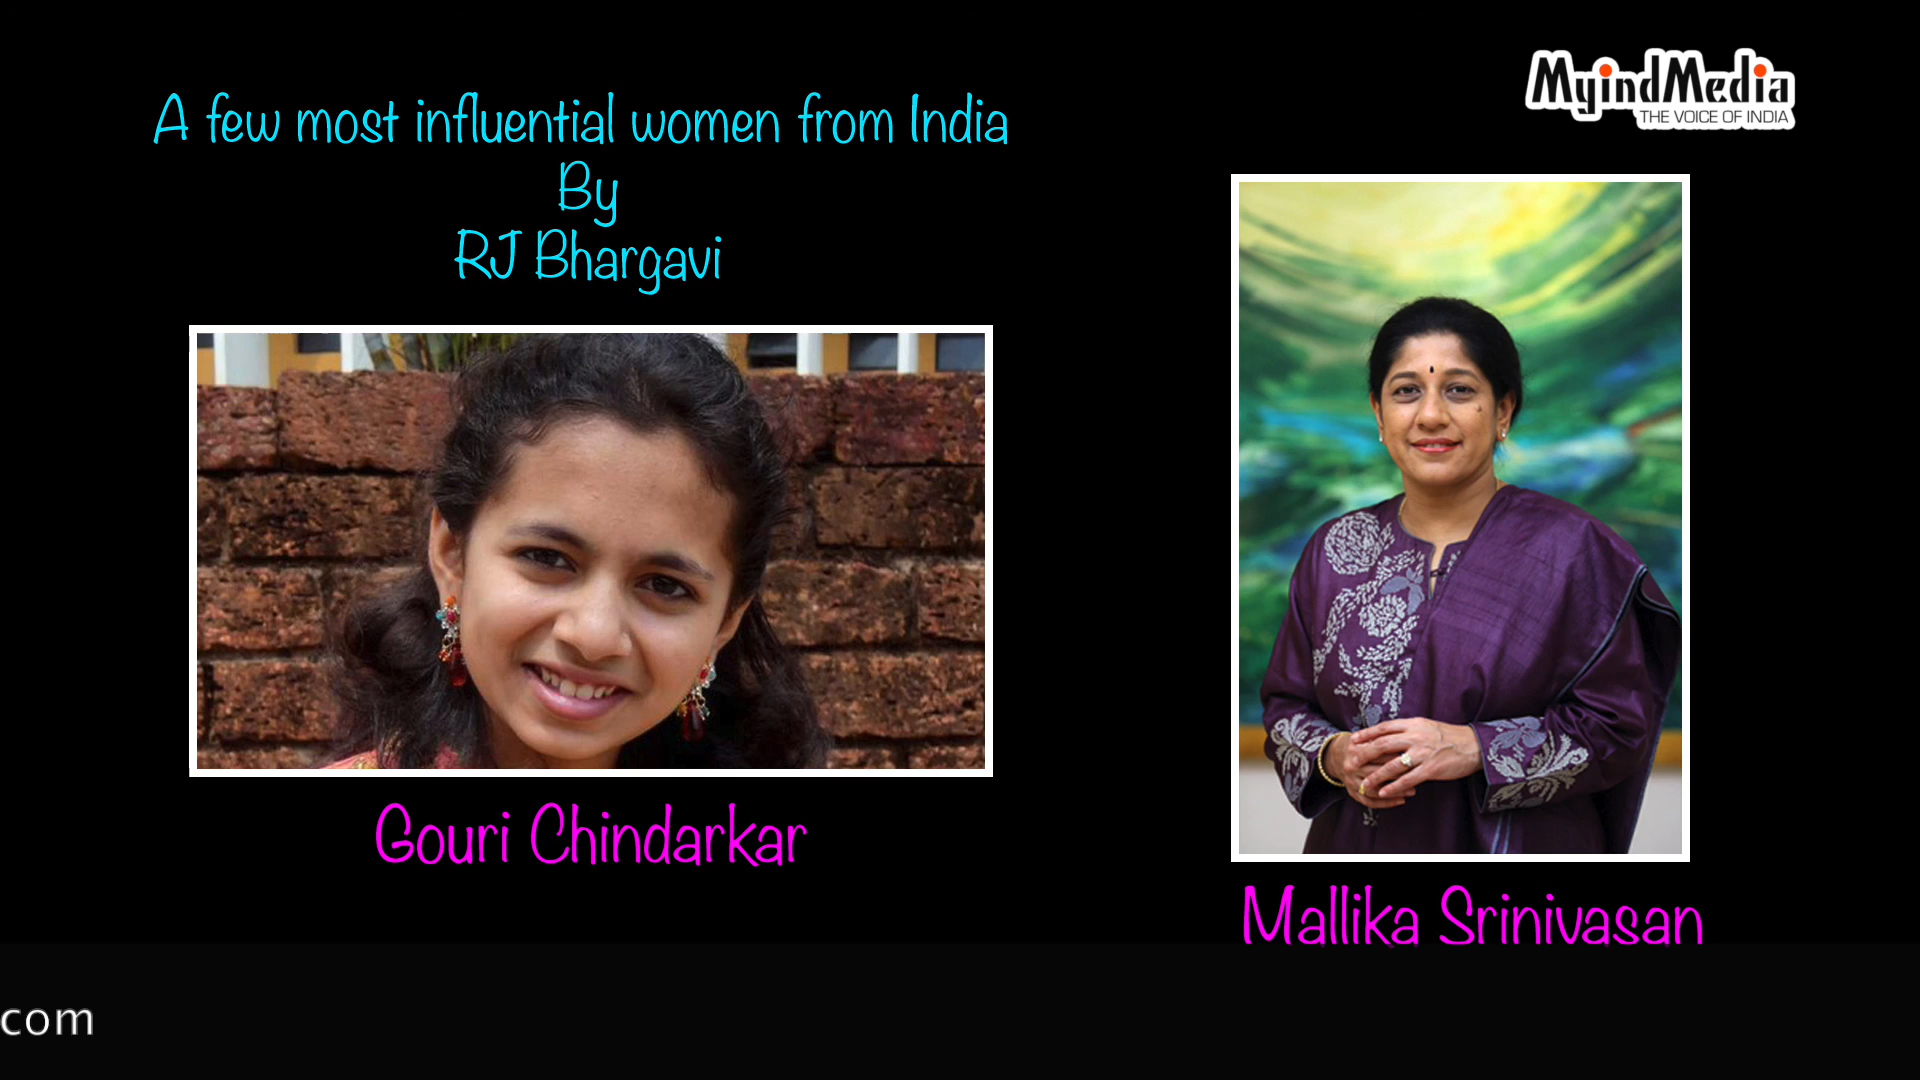 MyindMedia
THE VOICE OF INDIA
A few most influential women from India
By
RJ Bhargavi
Gouri Chindarkar
Mallika Srinivasan
com